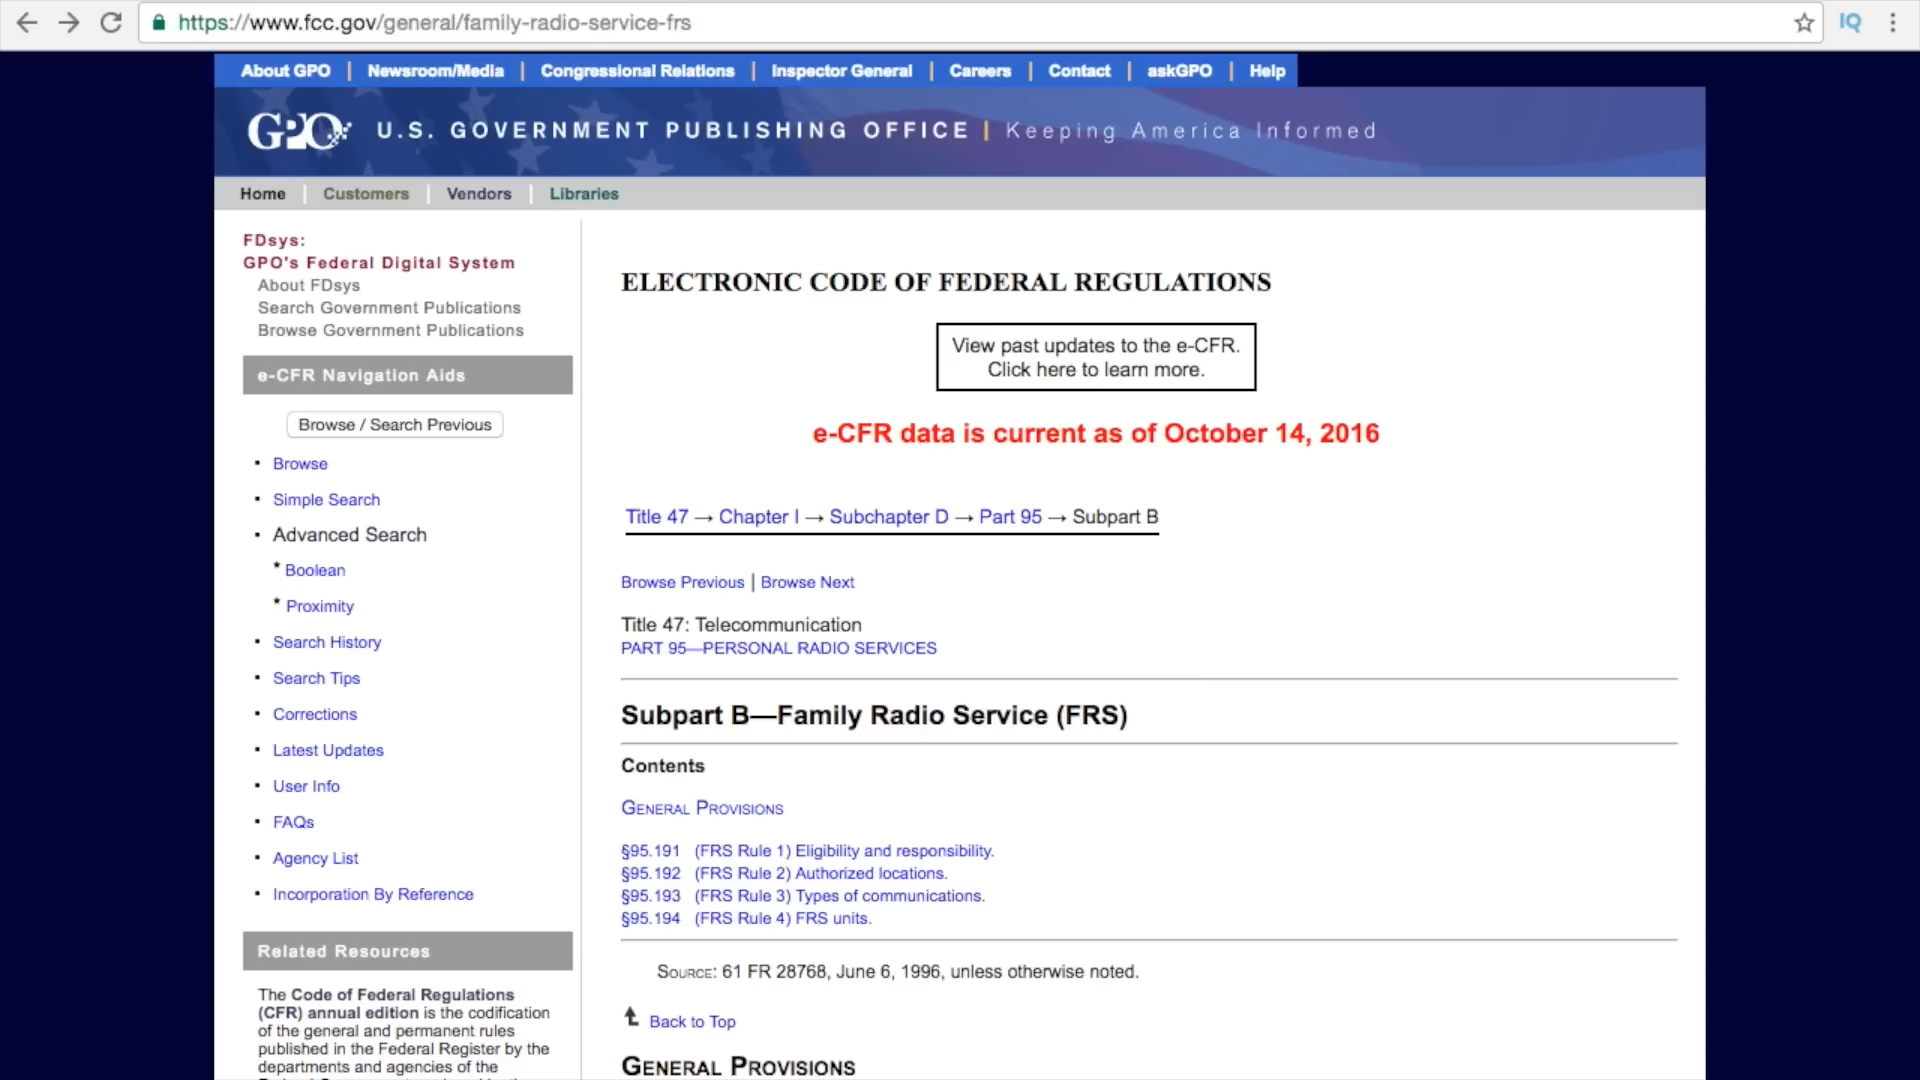 https://www.fcc.gov/general/family-radio-service-frs
IQ
About GPO | Newsroom/Media | Congressional Relations | Inspector General | Careers | Contact | askGPO | Help
GPO U.S. GOVERNMENT PUBLISHING OFFICE | Keeping America Informed
Home | Customers | Vendors | Libraries
FDsys:
GPO's Federal Digital System
About FDsys
Search Government Publications
Browse Government Publications
e-CFR Navigation Aids
Browse / Search Previous
Browse
Simple Search
Advanced Search
* Boolean
* Proximity
Search History
Search Tips
Corrections
Latest Updates
User Info
FAQs
Agency List
Incorporation By Reference
Related Resources
The Code of Federal Regulations
(CFR) annual edition is the codification
of the general and permanent rules
published in the Federal Register by the
departments and agencies of the
ELECTRONIC CODE OF FEDERAL REGULATIONS
View past updates to the e-CFR.
Click here to learn more.
e-CFR data is current as of October 14, 2016
Title 47 → Chapter I → Subchapter D → Part 95 → Subpart B
Browse Previous | Browse Next
Title 47: Telecommunication
PART 95—PERSONAL RADIO SERVICES
Subpart B—Family Radio Service (FRS)
Contents
GENERAL PROVISIONS
§95.191 (FRS Rule 1) Eligibility and responsibility.
§95.192 (FRS Rule 2) Authorized locations.
§95.193 (FRS Rule 3) Types of communications.
§95.194 (FRS Rule 4) FRS units.
SOURCE: 61 FR 28768, June 6, 1996, unless otherwise noted.
Back to Top
GENERAL PROVISIONS